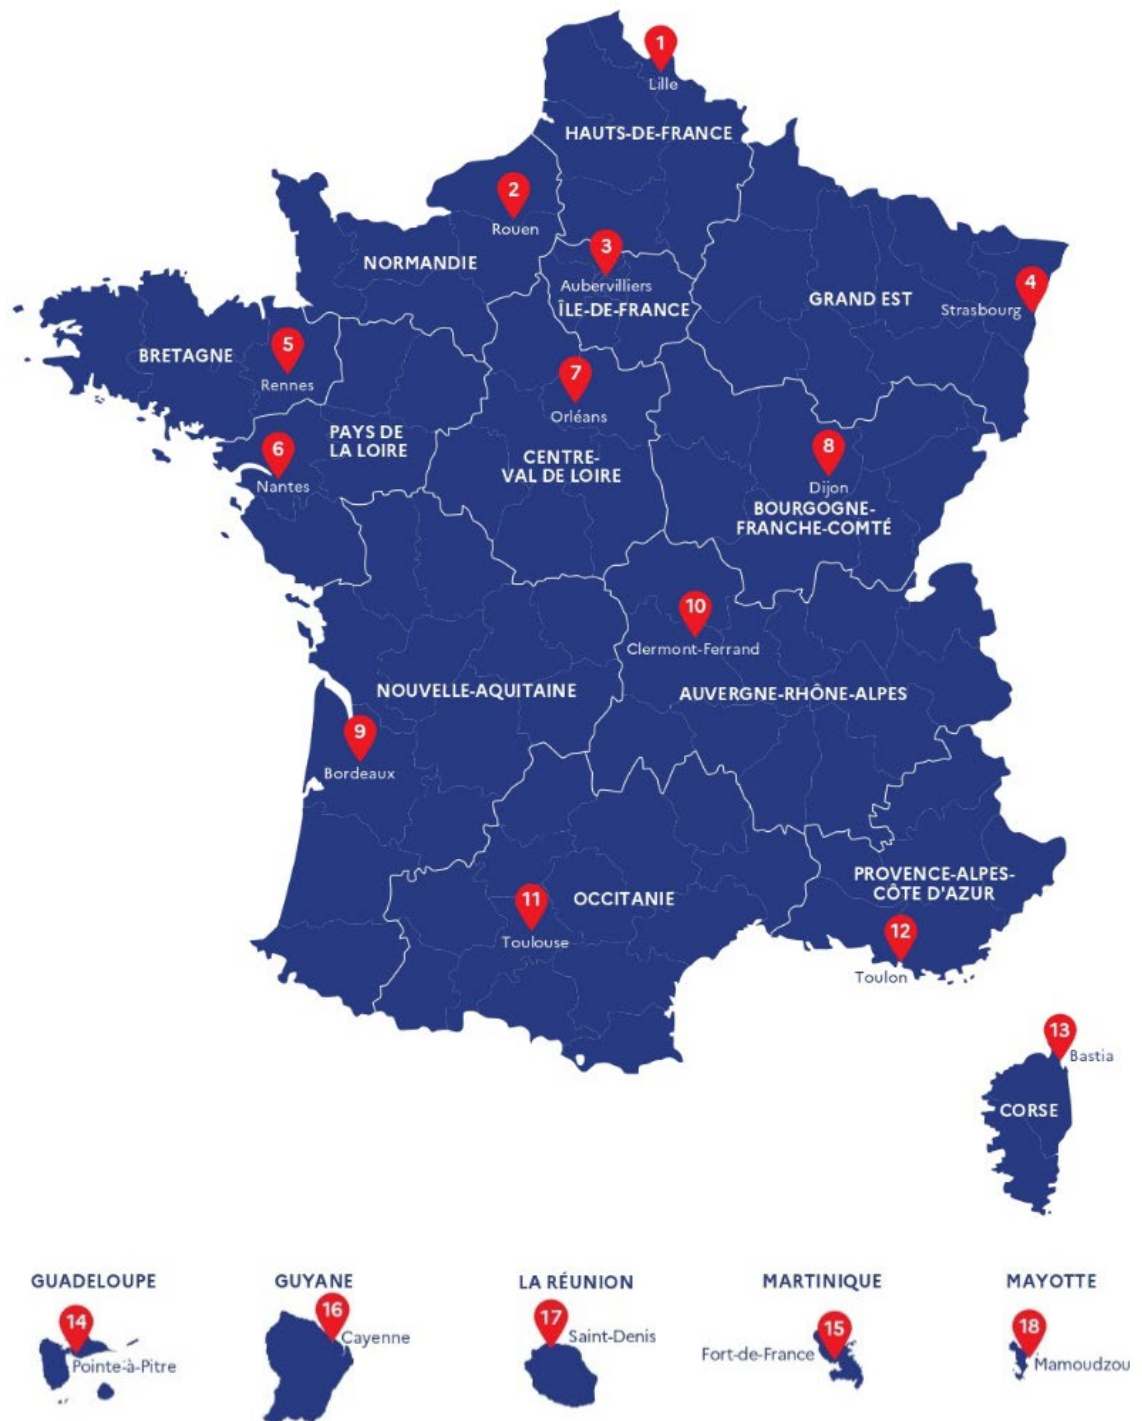 1
Lille
HAUTS-DE-FRANCE
2
Rouen
NORMANDIE
3
Aubervilliers
ÎLE-DE-FRANCE
GRAND EST
4
Strasbourg
BRETAGNE
5
Rennes
7
Orléans
PAYS DE
LA LOIRE
6
Nantes
CENTRE-
VAL DE LOIRE
8
Dijon
BOURGOGNE-
FRANCHE-COMTÉ
10
Clermont-Ferrand
NOUVELLE-AQUITAINE
AUVERGNE-RHÔNE-ALPES
9
Bordeaux
PROVENCE-ALPES-
CÔTE D'AZUR
11
Toulouse
OCCITANIE
12
Toulon
13
Bastia
CORSE
GUADELOUPE
14
Pointe-à-Pitre
GUYANE
16
Cayenne
LA RÉUNION
17
Saint-Denis
MARTINIQUE
15
Fort-de-France
MAYOTTE
18
Mamoudzou